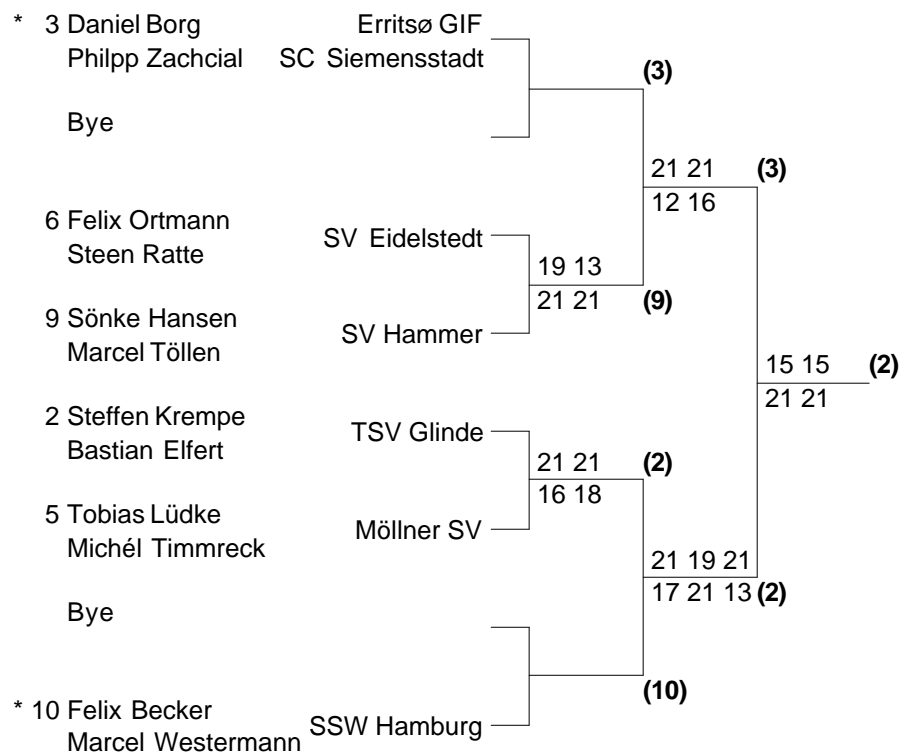 * 3 Daniel Borg Erritsø GIF
Philpp Zachcial SC Siemensstadt
(3)
Bye
21 21 (3)
12 16
6 Felix Ortmann
Steen Ratte
SV Eidelstedt
19 13
21 21 (9)
9 Sönke Hansen
SV Hammer
Marcel Töllen
15 15 (2)
21 21
2 Steffen Krempe
TSV Glinde
Bastian Elfert
21 21 (2)
16 18
5 Tobias Lüdke
Möllner SV
Michél Timmreck
21 19 21
17 21 13 (2)
Bye
(10)
* 10 Felix Becker
SSW Hamburg
Marcel Westermann